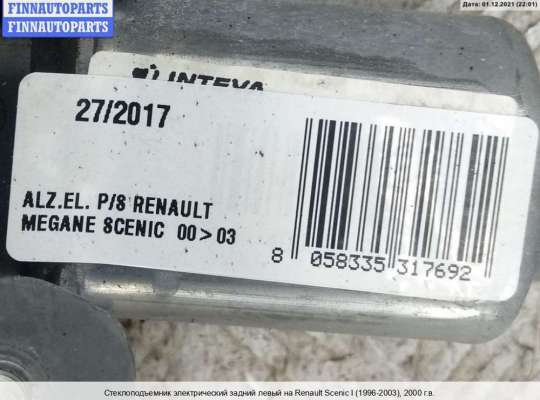 FINNAUTOPARTS
FINNAUTOPARTS
Дата: 01.12.2021 (22:01)
INTEVA
27/2017
ALZ.EL. P/S RENAULT
MEGANE SCENIC 00>03
8 058335 317692
Стеклоподъемник электрический задний левый на Renault Scenic I (1996-2003), 2000 г.в.